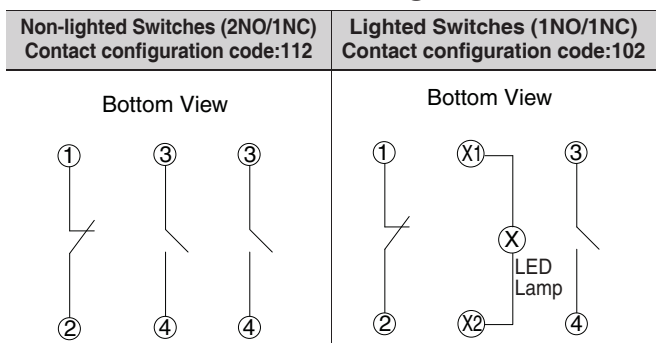 Non-lighted Switches (2NO/1NC)
Contact configuration code:112
Lighted Switches (1NO/1NC)
Contact configuration code:102
Bottom View
1 3 3
2 4 4
Bottom View
X1
1 3
X
LED
Lamp
2 X2 4